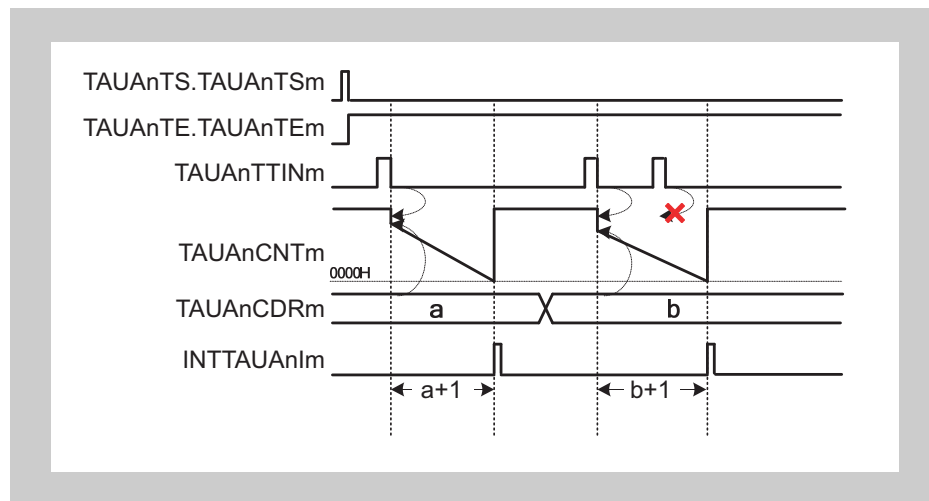 TAUAnTS.TAUAnTSm
TAUAnTE.TAUAnTEm
TAUAnTTINm
TAUAnCNTm
0000H
TAUAnCDRm
a
b
INTTAUAnIm
a+1
b+1